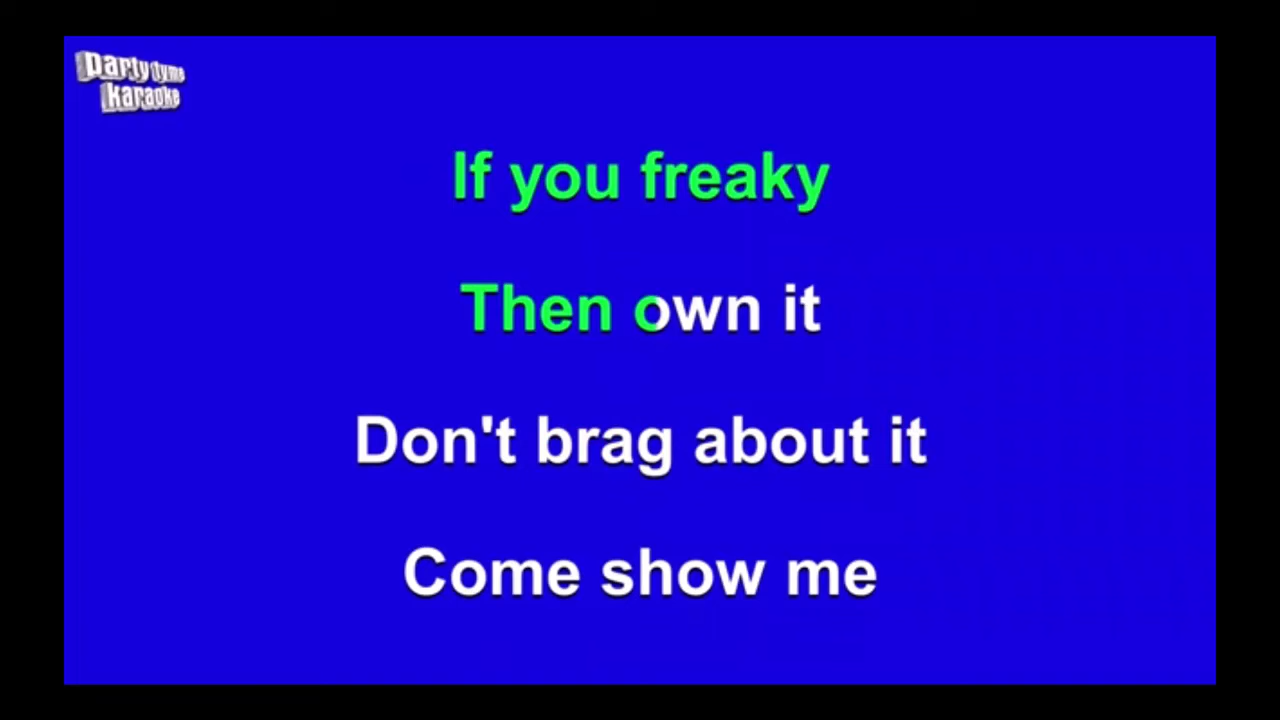 party tyme
karaoke
If you freaky
Then own it
Don't brag about it
Come show me